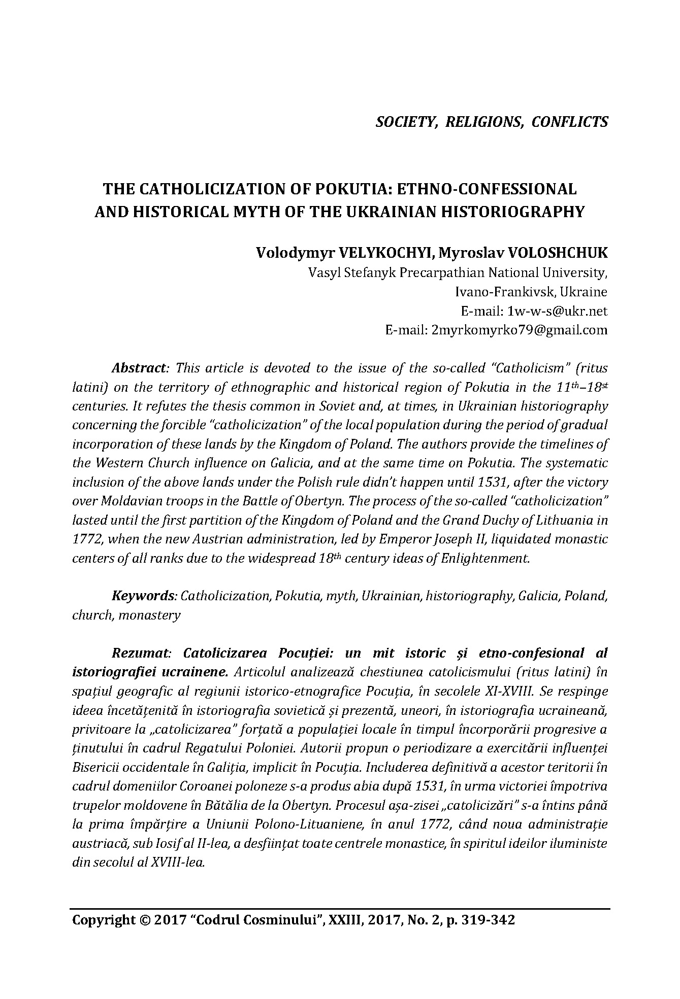 SOCIETY, RELIGIONS, CONFLICTS
THE CATHOLICIZATION OF POKUTIA: ETHNO-CONFESSIONAL
AND HISTORICAL MYTH OF THE UKRAINIAN HISTORIOGRAPHY
Volodymyr VELYKOCHYI, Myroslav VOLOSHCHUK
Vasyl Stefanyk Precarpathian National University,
Ivano-Frankivsk, Ukraine
E-mail: 1w-w-s@ukr.net
E-mail: 2myrkomyrko79@gmail.com
Abstract: This article is devoted to the issue of the so-called “Catholicism” (ritus
latini) on the territory of ethnographic and historical region of Pokutia in the 11th–18st
centuries. It refutes the thesis common in Soviet and, at times, in Ukrainian historiography
concerning the forcible “catholicization” of the local population during the period of gradual
incorporation of these lands by the Kingdom of Poland. The authors provide the timelines of
the Western Church influence on Galicia, and at the same time on Pokutia. The systematic
inclusion of the above lands under the Polish rule didn’t happen until 1531, after the victory
over Moldavian troops in the Battle of Obertyn. The process of the so-called “catholicization”
lasted until the first partition of the Kingdom of Poland and the Grand Duchy of Lithuania in
1772, when the new Austrian administration, led by Emperor Joseph II, liquidated monastic
centers of all ranks due to the widespread 18th century ideas of Enlightenment.
Keywords: Catholicization, Pokutia, myth, Ukrainian, historiography, Galicia, Poland,
church, monastery
Rezumat: Catolicizarea Pocuției: un mit istoric și etno-confesional al
istoriografiei ucrainene. Articolul analizează chestiunea catolicismului (ritus latini) în
spațiul geografic al regiunii istorico-etnografice Pocuția, în secolele XI-XVIII. Se respinge
ideea încetățenită în istoriografia sovietică și prezentă, uneori, în istoriografia ucraineană,
privitoare la „catolicizarea” forțată a populației locale în timpul încorporării progresive a
ținutului în cadrul Regatului Poloniei. Autorii propun o periodizare a exercitării influenței
Bisericii occidentale în Galiția, implicit în Pocuția. Includerea definitivă a acestor teritorii în
cadrul domeniilor Coroanei poloneze s-a produs abia după 1531, în urma victoriei împotriva
trupelor moldovene în Bătălia de la Obertyn. Procesul așa-zisei „catolicizări” s-a întins până
la prima împărțire a Uniunii Polono-Lituaniene, în anul 1772, când noua administrație
austriacă, sub Iosif al II-lea, a desființat toate centrele monastice, în spiritul ideilor iluministe
din secolul al XVIII-lea.
Copyright © 2017 “Codrul Cosminului”, XXIII, 2017, No. 2, p. 319-342